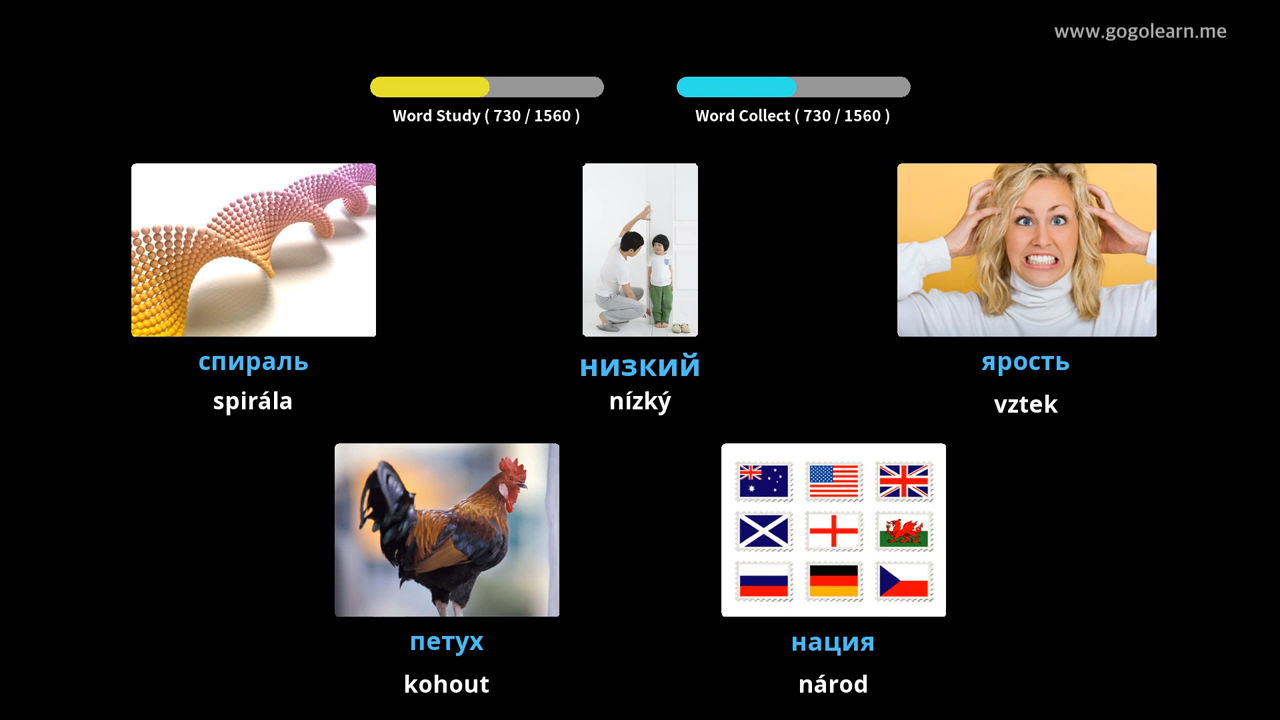 www.gogolearn.me
Word Study ( 730 / 1560 )
Word Collect ( 730 / 1560 )
спираль
spirála
низкий
nízký
ярость
vztek
петух
kohout
нация
národ